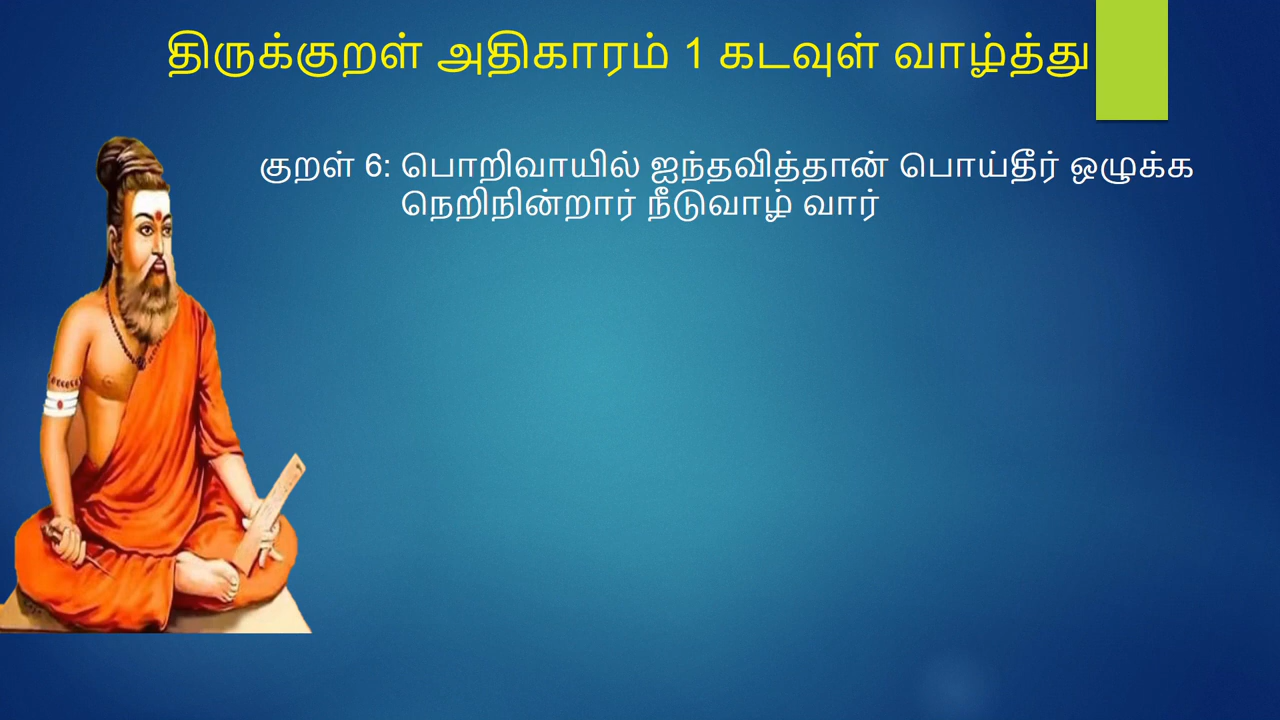 திருக்குறள் அதிகாரம் 1 கடவுள் வாழ்த்து
குறள் 6: பொறிவாயில் ஐந்தவித்தான் பொய்தீர் ஒழுக்க
நெறிநின்றார் நீடுவாழ் வார்